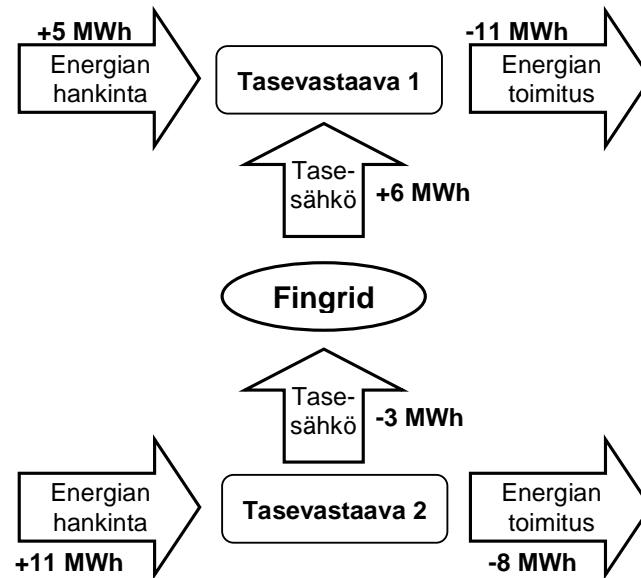 +5 MWh
Energian
hankinta
Tasevastaava 1
-11 MWh
Energian
toimitus
Tase-
sähkö
+6 MWh
Fingrid
Tase-
sähkö
-3 MWh
Energian
hankinta
+11 MWh
Tasevastaava 2
Energian
toimitus
-8 MWh